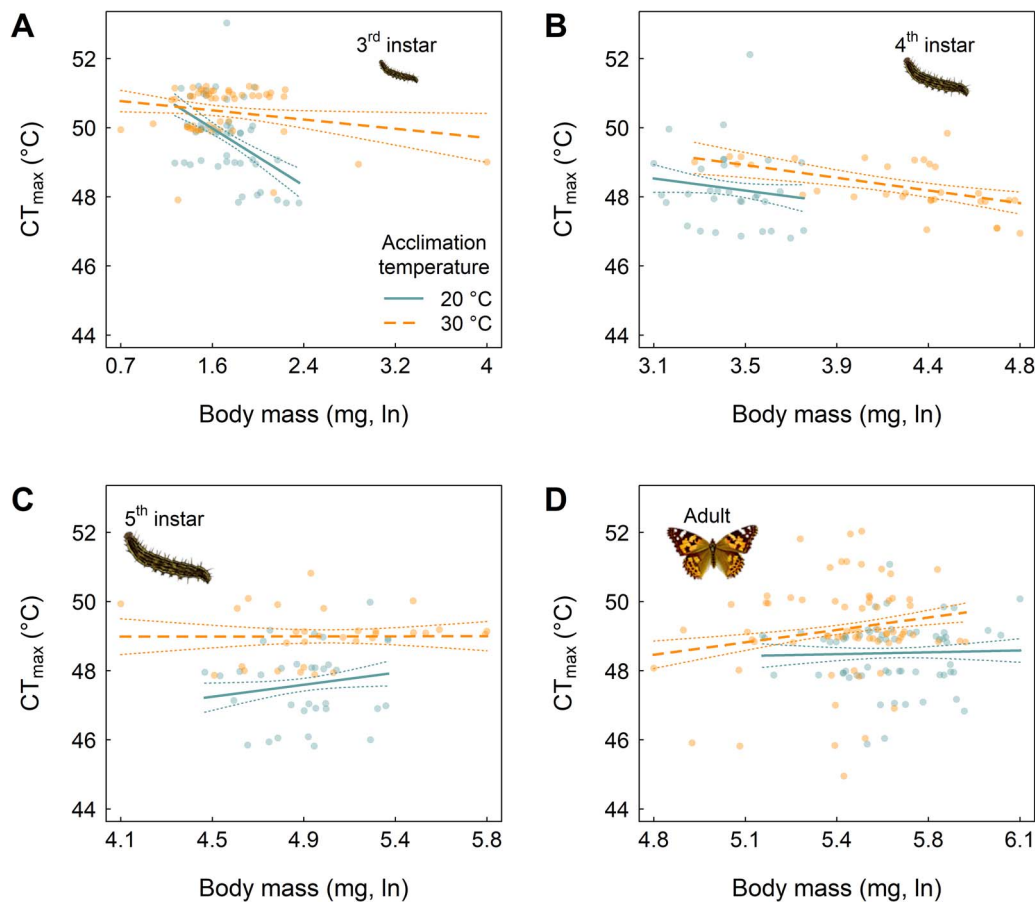 A
3rd instar
52
50
48
46
44
CTmax (°C)
Acclimation
temperature
20 °C
30 °C
0.7 1.6 2.4 3.2 4
Body mass (mg, ln)
B
4th instar
52
50
48
46
44
CTmax (°C)
3.1 3.5 3.9 4.4 4.8
Body mass (mg, ln)
C
5th instar
52
50
48
46
44
CTmax (°C)
4.1 4.5 4.9 5.4 5.8
Body mass (mg, ln)
D
Adult
52
50
48
46
44
CTmax (°C)
4.8 5.1 5.4 5.8 6.1
Body mass (mg, ln)